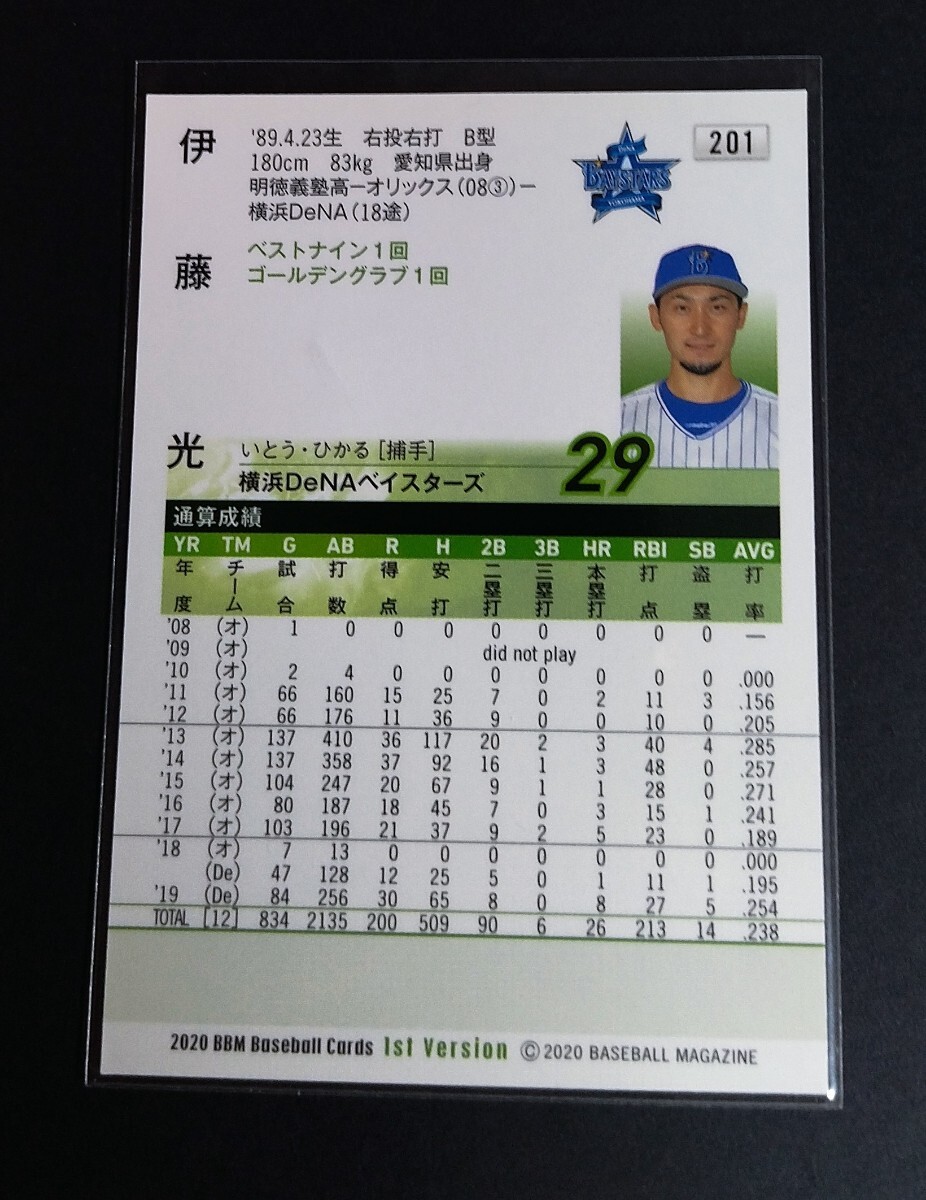 伊藤光
'89.4.23生 右投右打 B型
180cm 83kg 愛知県出身
明徳義塾高ーオリックス(08③)ー
横浜DeNA(18途)
ベストナイン1回
ゴールデングラブ1回
DeNA
BAYSTARS
YOKOHAMA
201
B
いとう・ひかる [捕手]
横浜DeNAベイスターズ
29
通算成績
YR TM G AB R H 2B 3B HR RBI SB AVG
年度 チーム 試合 打数 得点 安打 二塁打 三塁打 本塁打 打点 盗塁 打率
'08 (オ) 1 0 0 0 0 0 0 0 0 —
'09 (オ) did not play
'10 (オ) 2 4 0 0 0 0 0 0 0 .000
'11 (オ) 66 160 15 25 7 0 2 11 3 .156
'12 (オ) 66 176 11 36 9 0 0 10 0 .205
'13 (オ) 137 410 36 117 20 2 3 40 4 .285
'14 (オ) 137 358 37 92 16 1 3 48 0 .257
'15 (オ) 104 247 20 67 9 1 1 28 0 .271
'16 (オ) 80 187 18 45 7 0 3 15 1 .241
'17 (オ) 103 196 21 37 9 2 5 23 0 .189
'18 (オ) 7 13 0 0 0 0 0 0 0 .000
(De) 47 128 12 25 5 0 1 11 1 .195
'19 (De) 84 256 30 65 8 0 8 27 5 .254
TOTAL [12] 834 2135 200 509 90 6 26 213 14 .238
2020 BBM Baseball Cards 1st Version © 2020 BASEBALL MAGAZINE